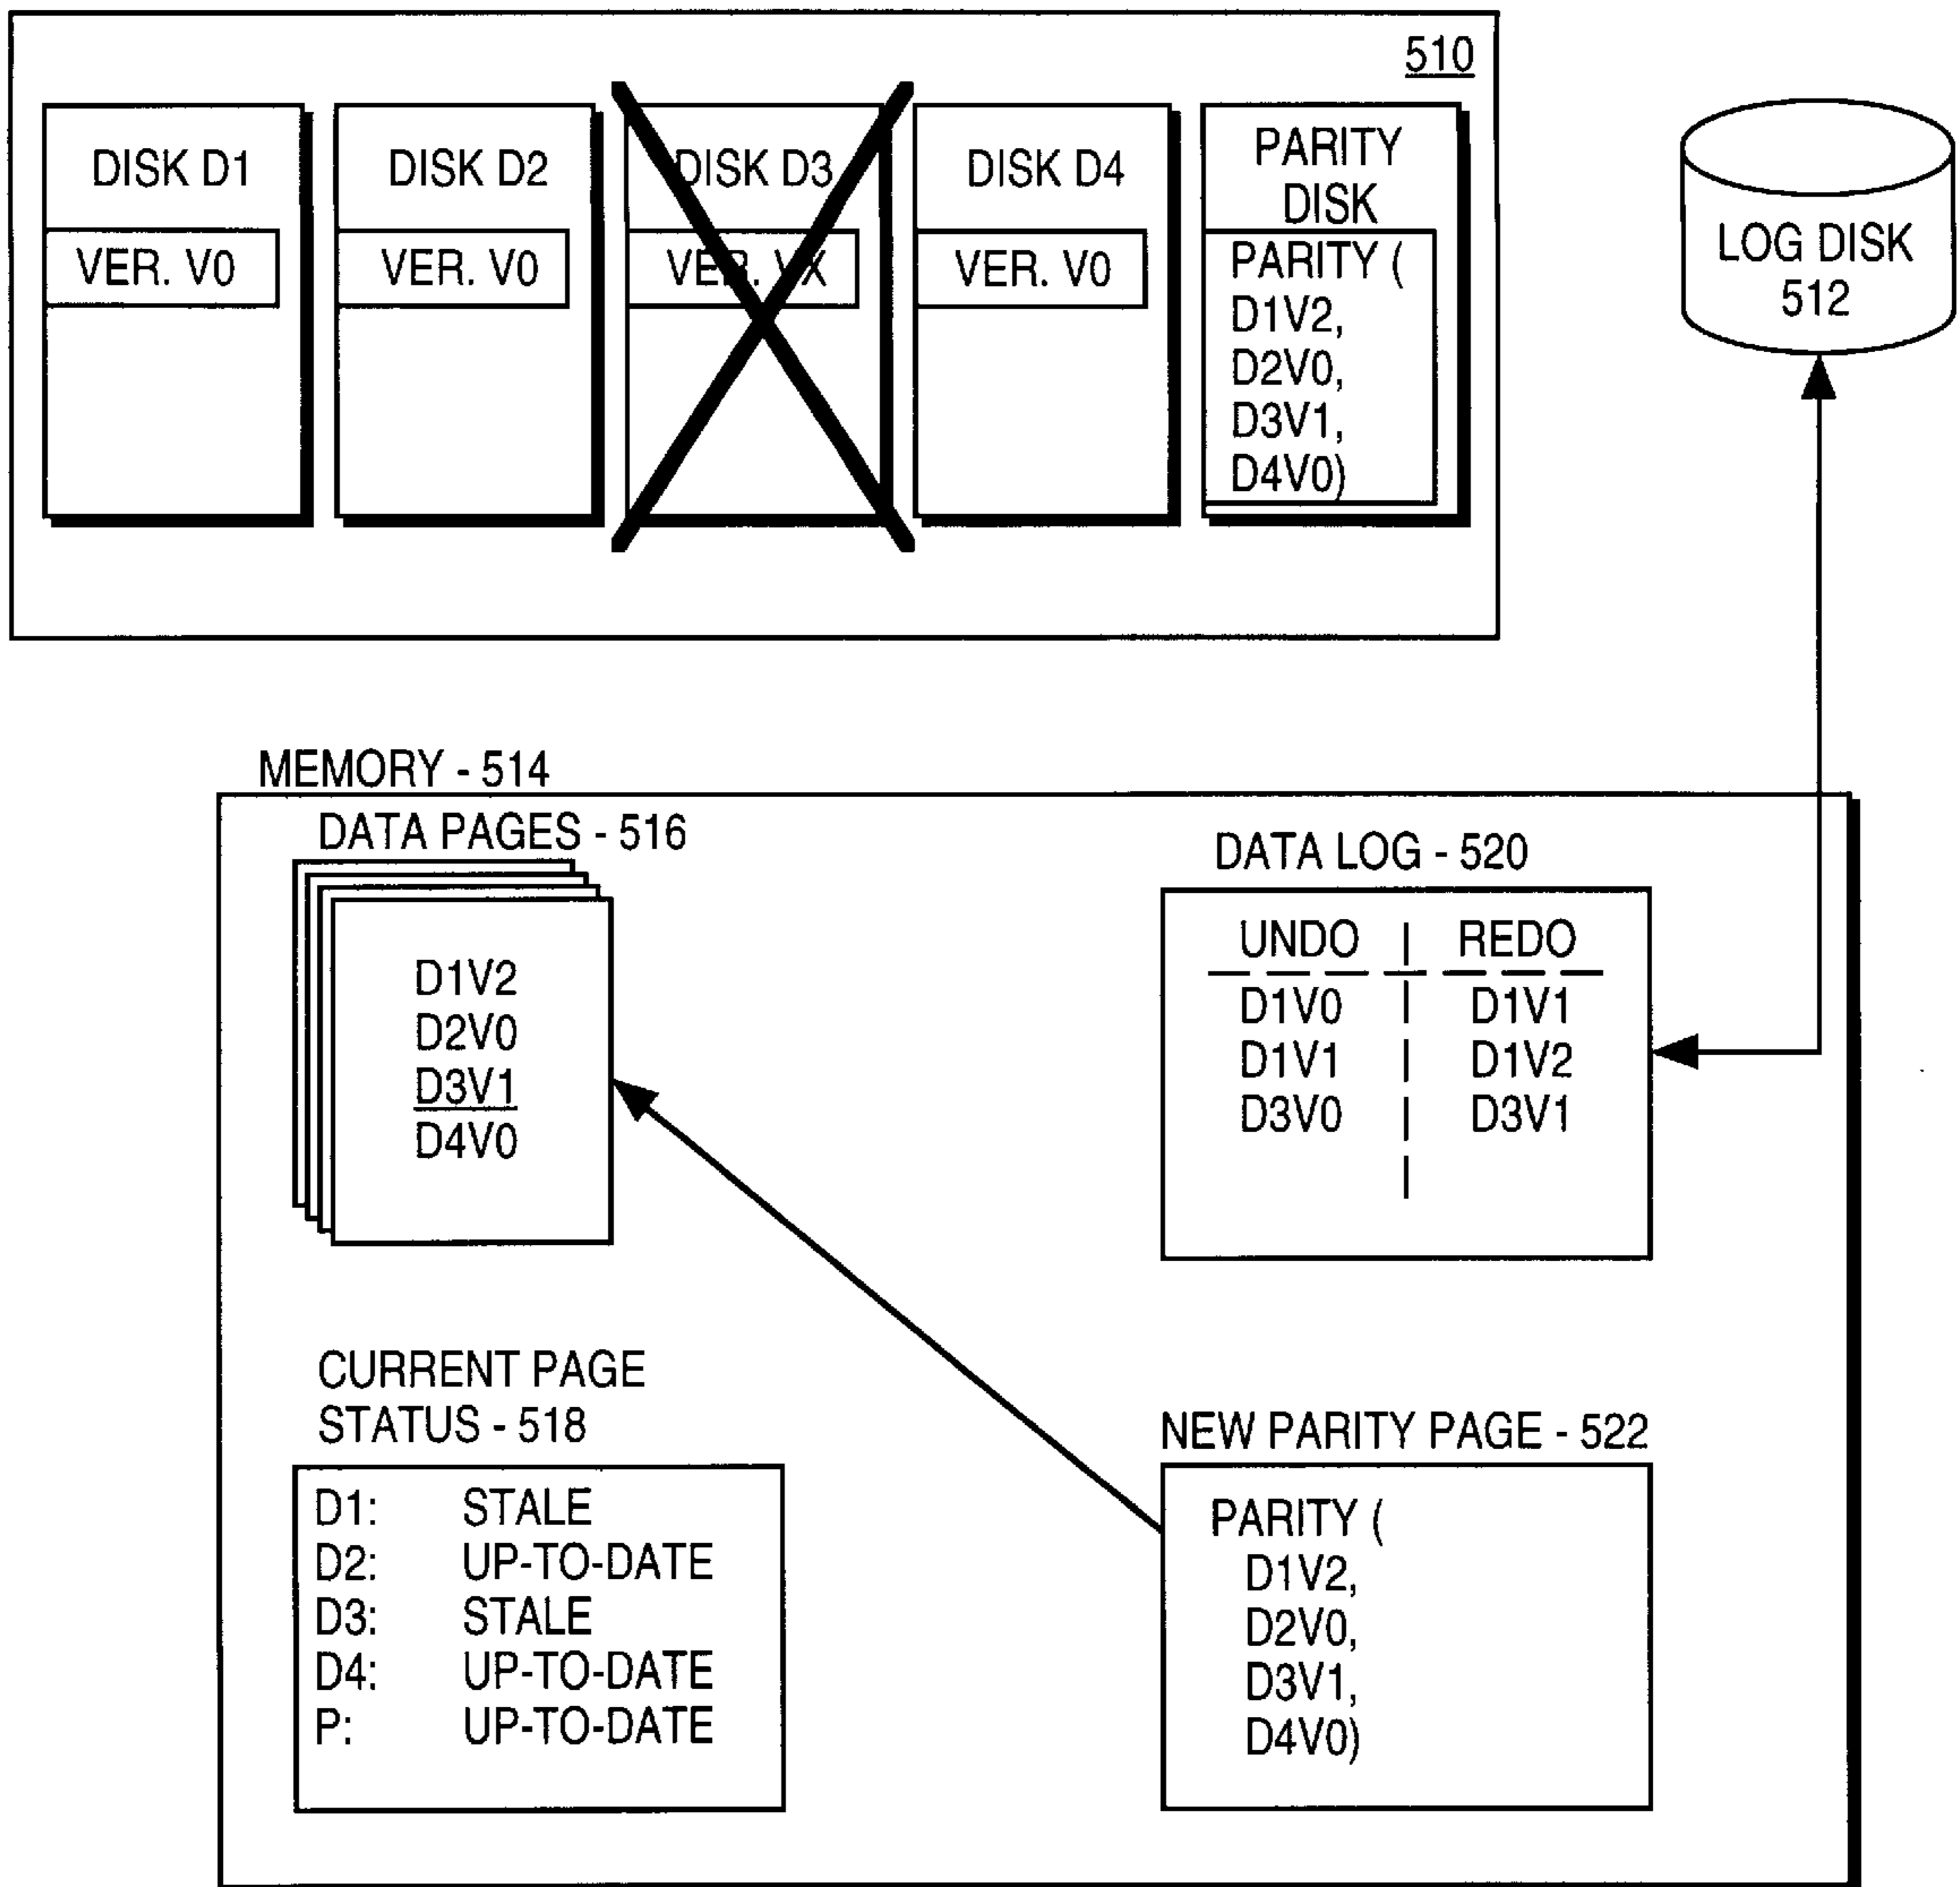 510
DISK D1
VER. V0
DISK D2
VER. V0
DISK D3
VER. VX
DISK D4
VER. V0
PARITY
DISK
PARITY (
D1V2,
D2V0,
D3V1,
D4V0)
LOG DISK
512
MEMORY - 514
DATA PAGES - 516
D1V2
D2V0
D3V1
D4V0
DATA LOG - 520
UNDO | REDO
D1V0 D1V1
D1V1 D1V2
D3V0 D3V1
CURRENT PAGE
STATUS - 518
D1: STALE
D2: UP-TO-DATE
D3: STALE
D4: UP-TO-DATE
P: UP-TO-DATE
NEW PARITY PAGE - 522
PARITY (
D1V2,
D2V0,
D3V1,
D4V0)